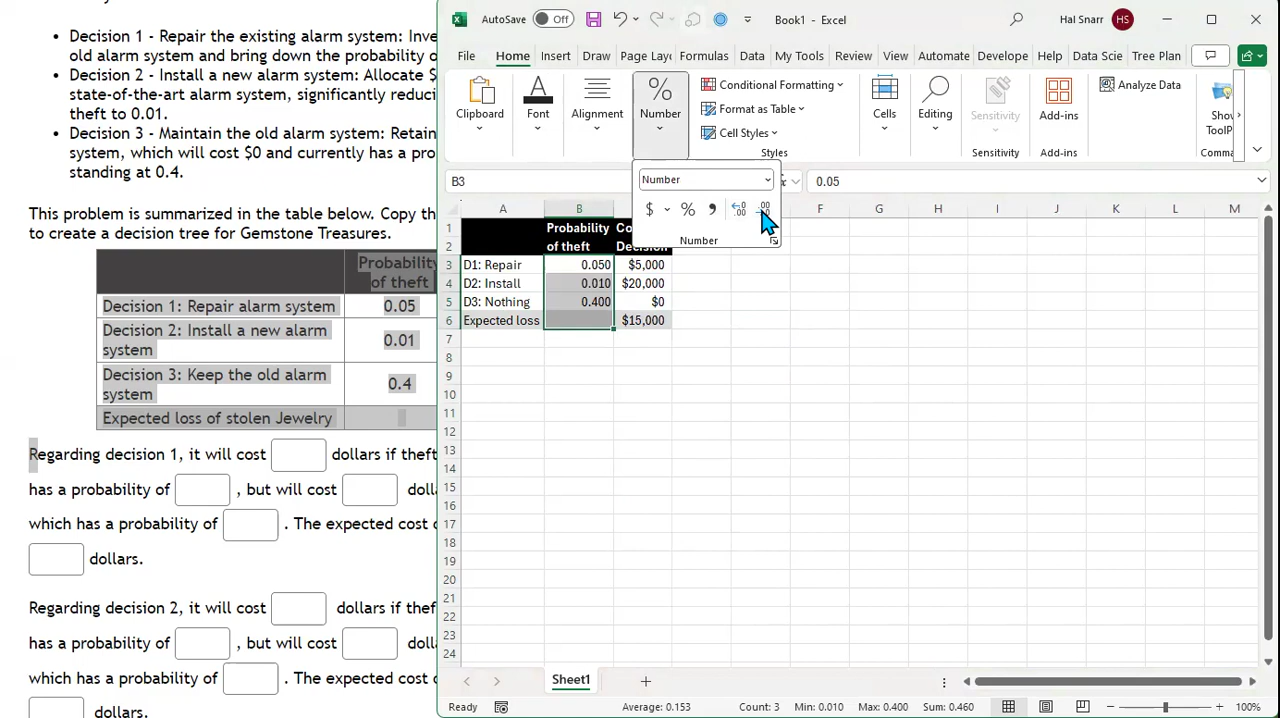 Decision 1 - Repair the existing alarm system: Inve
old alarm system and bring down the probability o
Decision 2 - Install a new alarm system: Allocate $
state-of-the-art alarm system, significantly reduci
theft to 0.01.
Decision 3 - Maintain the old alarm system: Retain
system, which will cost $0 and currently has a pro
standing at 0.4.
This problem is summarized in the table below. Copy th
to create a decision tree for Gemstone Treasures.
Probability
of theft
Decision 1: Repair alarm system 0.05
Decision 2: Install a new alarm
system
0.01
Decision 3: Keep the old alarm
system
0.4
Expected loss of stolen Jewelry
Regarding decision 1, it will cost dollars if theft
has a probability of , but will cost dolla
which has a probability of . The expected cost o
dollars.
Regarding decision 2, it will cost dollars if theft
has a probability of , but will cost dolla
which has a probability of . The expected cost o
dollars.
AutoSave Off Book1 - Excel Hal Snarr HS
File Home Insert Draw Page Layo Formulas Data My Tools Review View Automate Developer Help Data Scie Tree Plan
Clipboard Font Alignment Number
Conditional Formatting
Format as Table
Cell Styles
Styles
Cells Editing Sensitivity
Sensitivity
Add-ins
Add-ins
Analyze Data
Show
ToolP
Comma
Number
$ % , .00 .00
Number
B3 0.05
A B E F G H I J K L M
1 Probability Co
2 of theft Decision
3 D1: Repair 0.050 $5,000
4 D2: Install 0.010 $20,000
5 D3: Nothing 0.400 $0
6 Expected loss $15,000
7
8
9
10
11
12
13
14
15
16
17
18
19
20
21
22
23
24
Sheet1
Ready Average: 0.153 Count: 3 Min: 0.010 Max: 0.400 Sum: 0.460 100%